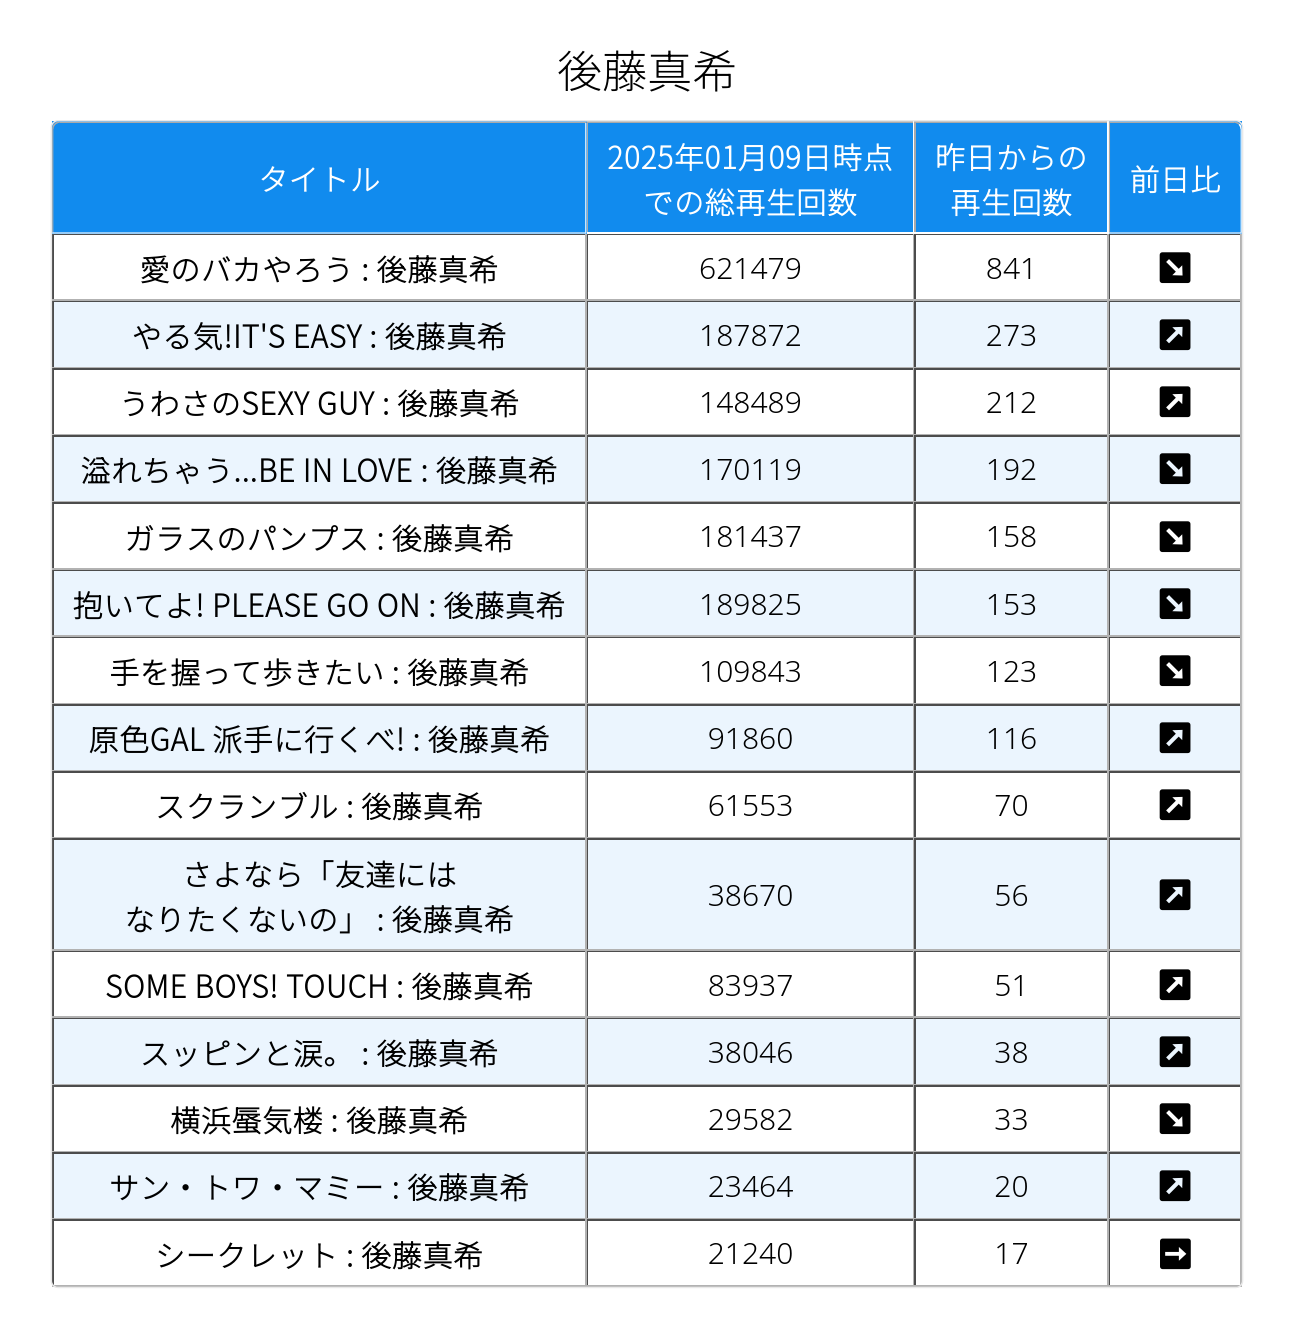 後藤真希
タイトル
2025年01月09日時点
での総再生回数
昨日からの
再生回数
前日比
愛のバカやろう : 後藤真希 621479 841 ↘
やる気!IT'S EASY : 後藤真希 187872 273 ↗
うわさのSEXY GUY : 後藤真希 148489 212 ↗
溢れちゃう...BE IN LOVE : 後藤真希 170119 192 ↘
ガラスのパンプス : 後藤真希 181437 158 ↘
抱いてよ! PLEASE GO ON : 後藤真希 189825 153 ↘
手を握って歩きたい : 後藤真希 109843 123 ↘
原色GAL 派手に行くべ! : 後藤真希 91860 116 ↗
スクランブル : 後藤真希 61553 70 ↗
さよなら「友達には
なりたくないの」 : 後藤真希 38670 56 ↗
SOME BOYS! TOUCH : 後藤真希 83937 51 ↗
スッピンと涙。 : 後藤真希 38046 38 ↗
横浜蜃気楼 : 後藤真希 29582 33 ↘
サン・トワ・マミー : 後藤真希 23464 20 ↗
シークレット : 後藤真希 21240 17 →